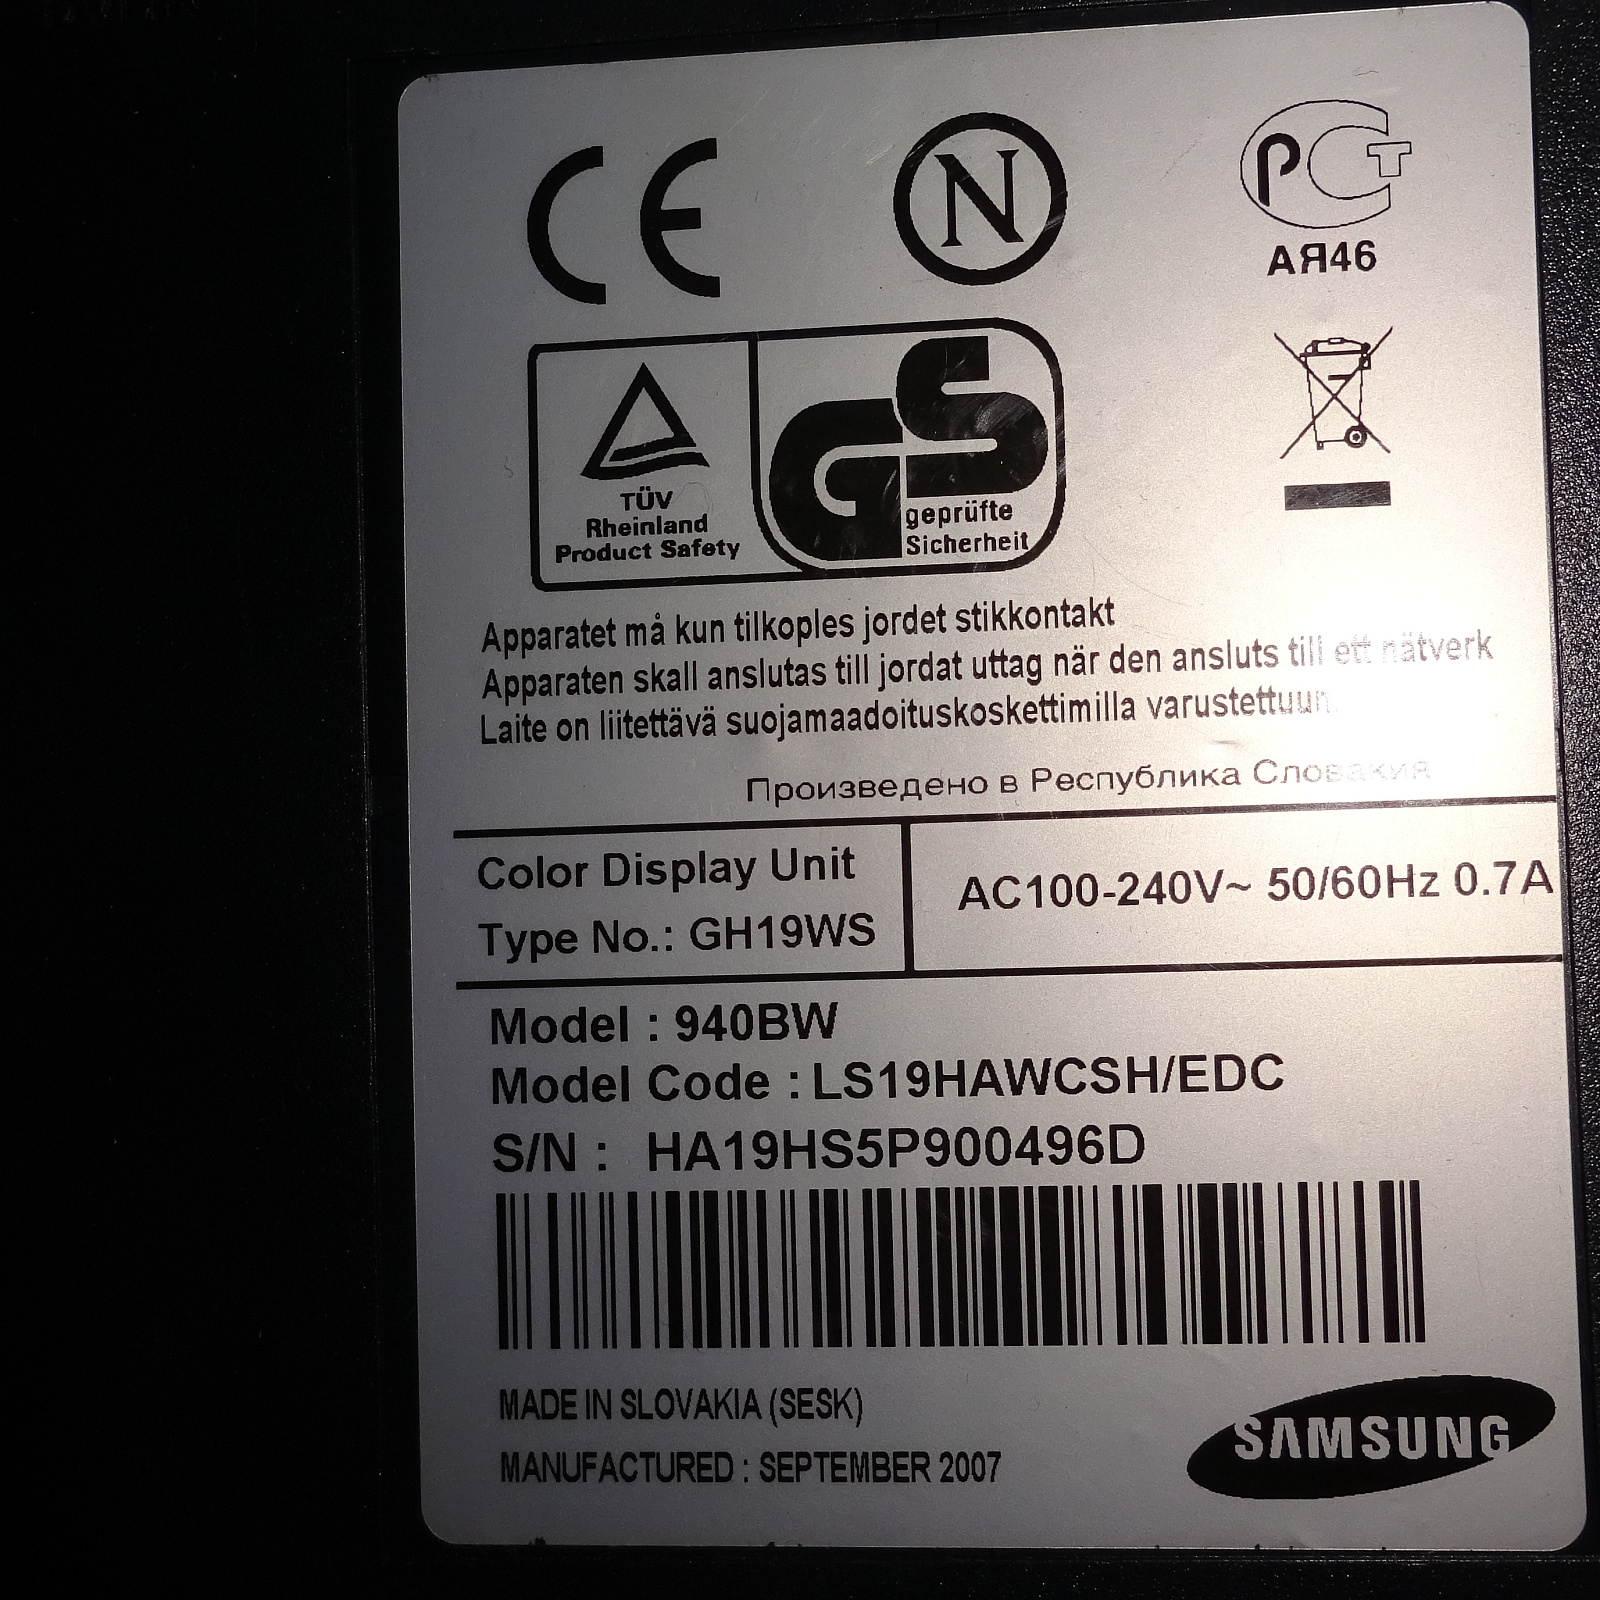 CE
N
РСТ
АЯ46
TÜV
Rheinland
Product Safety
GS
geprüfte
Sicherheit
Apparatet må kun tilkoples jordet stikkontakt
Apparaten skall anslutas till jordat uttag när den ansluts till ett nätverk
Laite on liitettävä suojamaadoituskoskettimilla varustettuun
Произведено в Республика Словакия
Color Display Unit
Type No.: GH19WS
AC100-240V~ 50/60Hz 0.7A
Model : 940BW
Model Code : LS19HAWCSH/EDC
S/N : HA19HS5P900496D
MADE IN SLOVAKIA (SESK)
MANUFACTURED : SEPTEMBER 2007
SAMSUNG